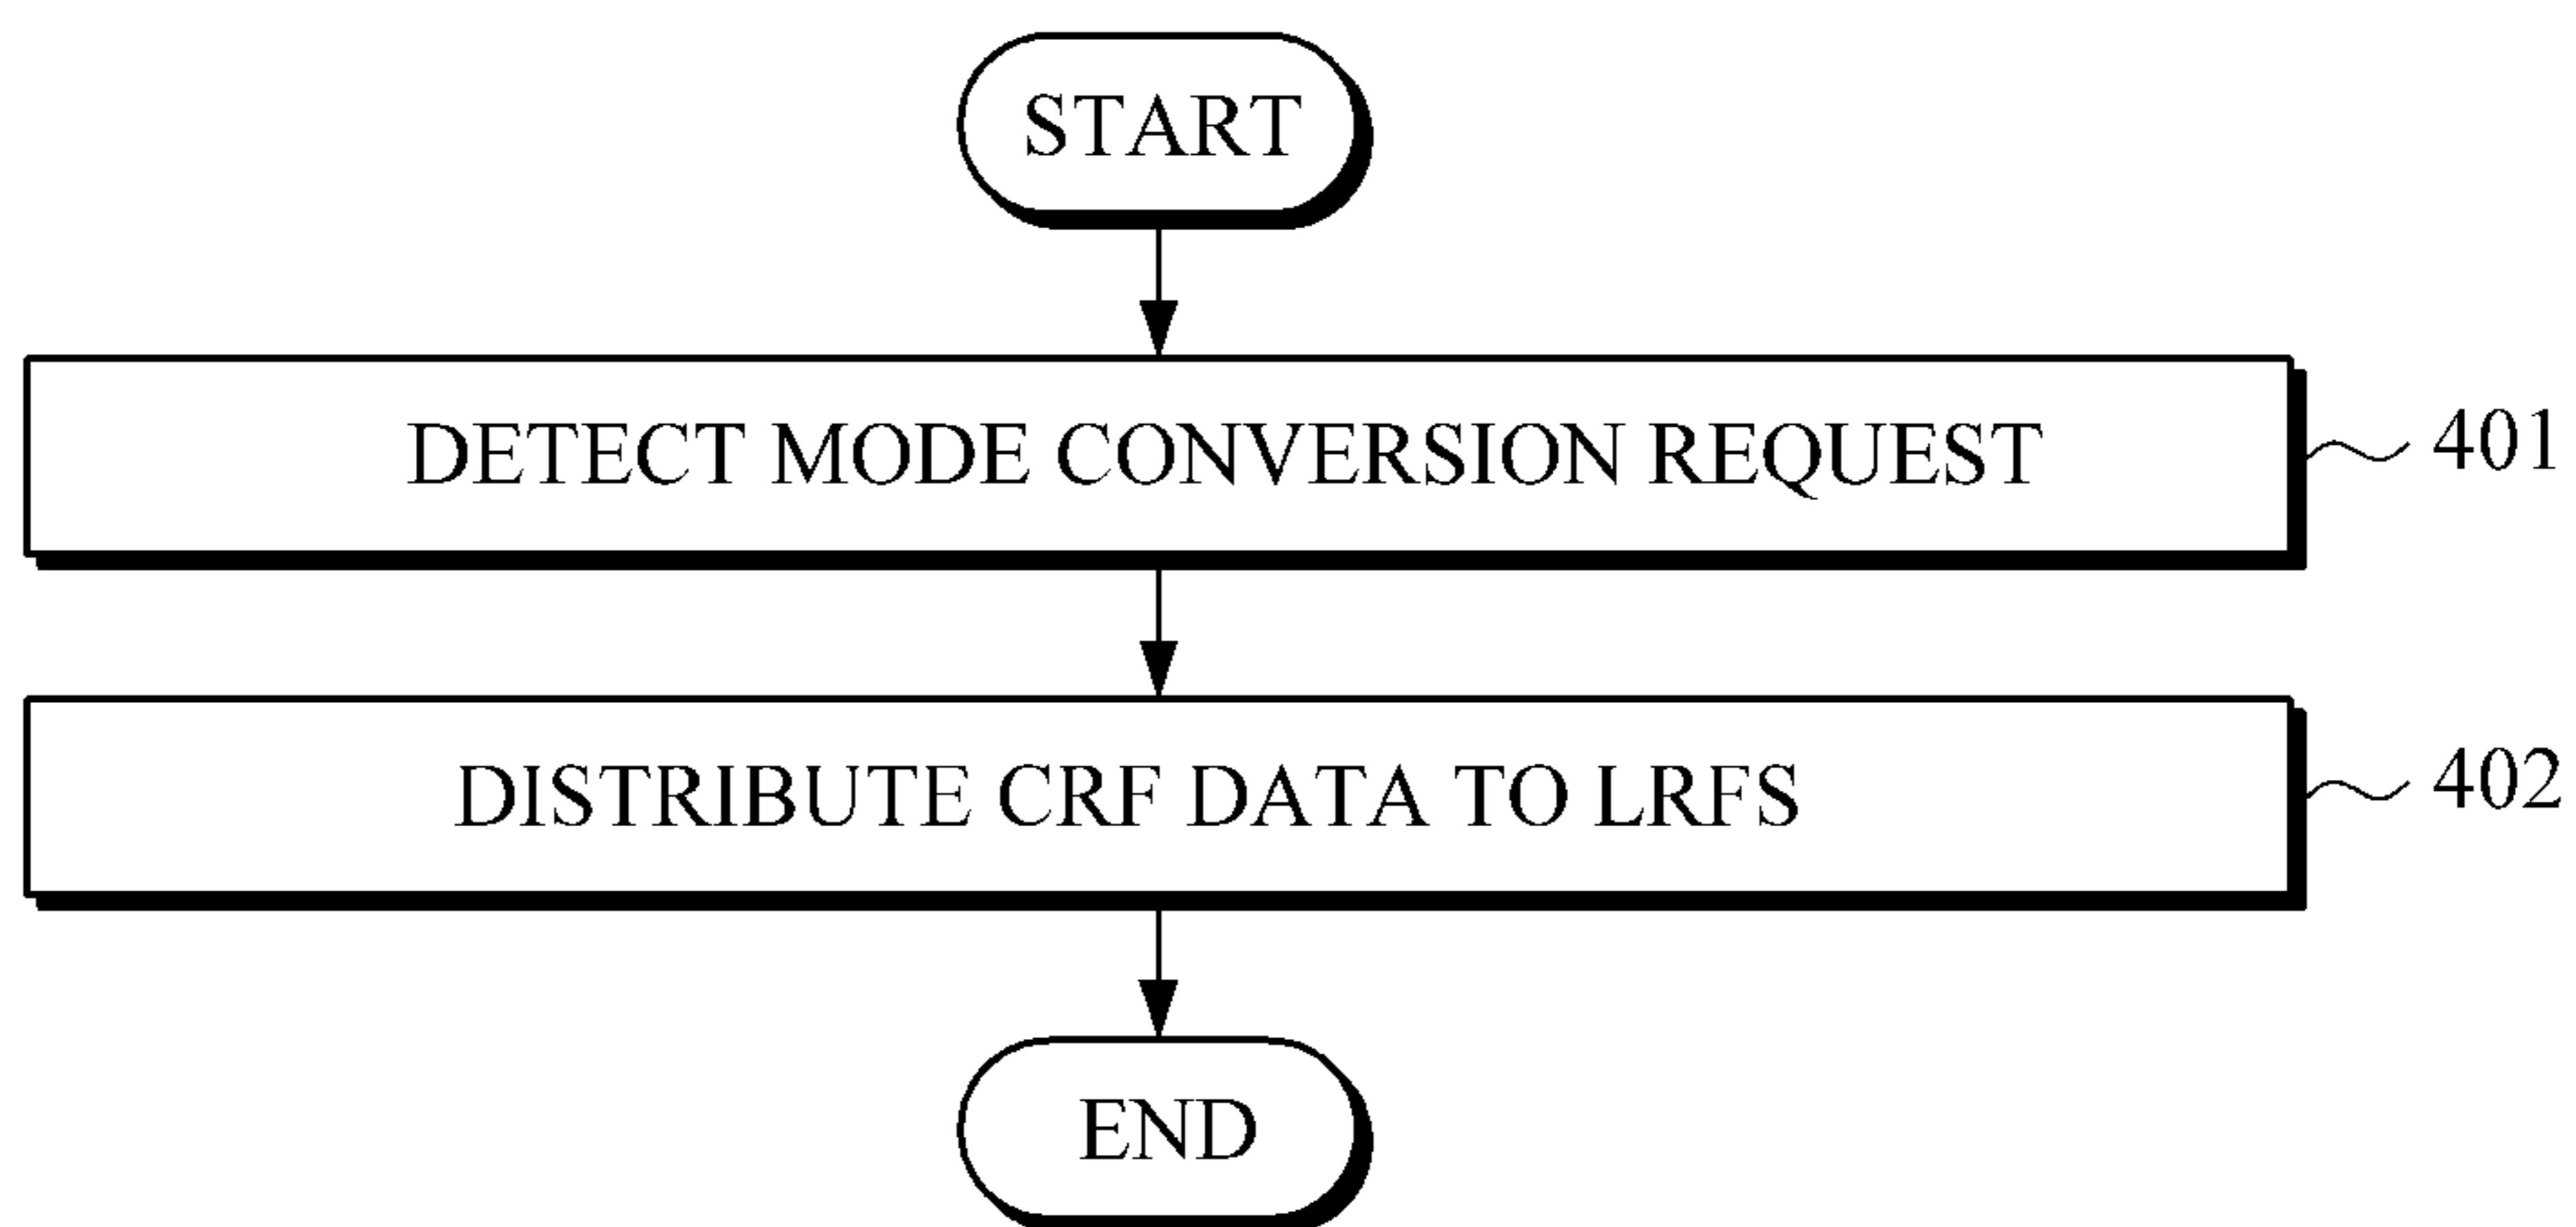 START
DETECT MODE CONVERSION REQUEST
401
DISTRIBUTE CRF DATA TO LRFS
402
END